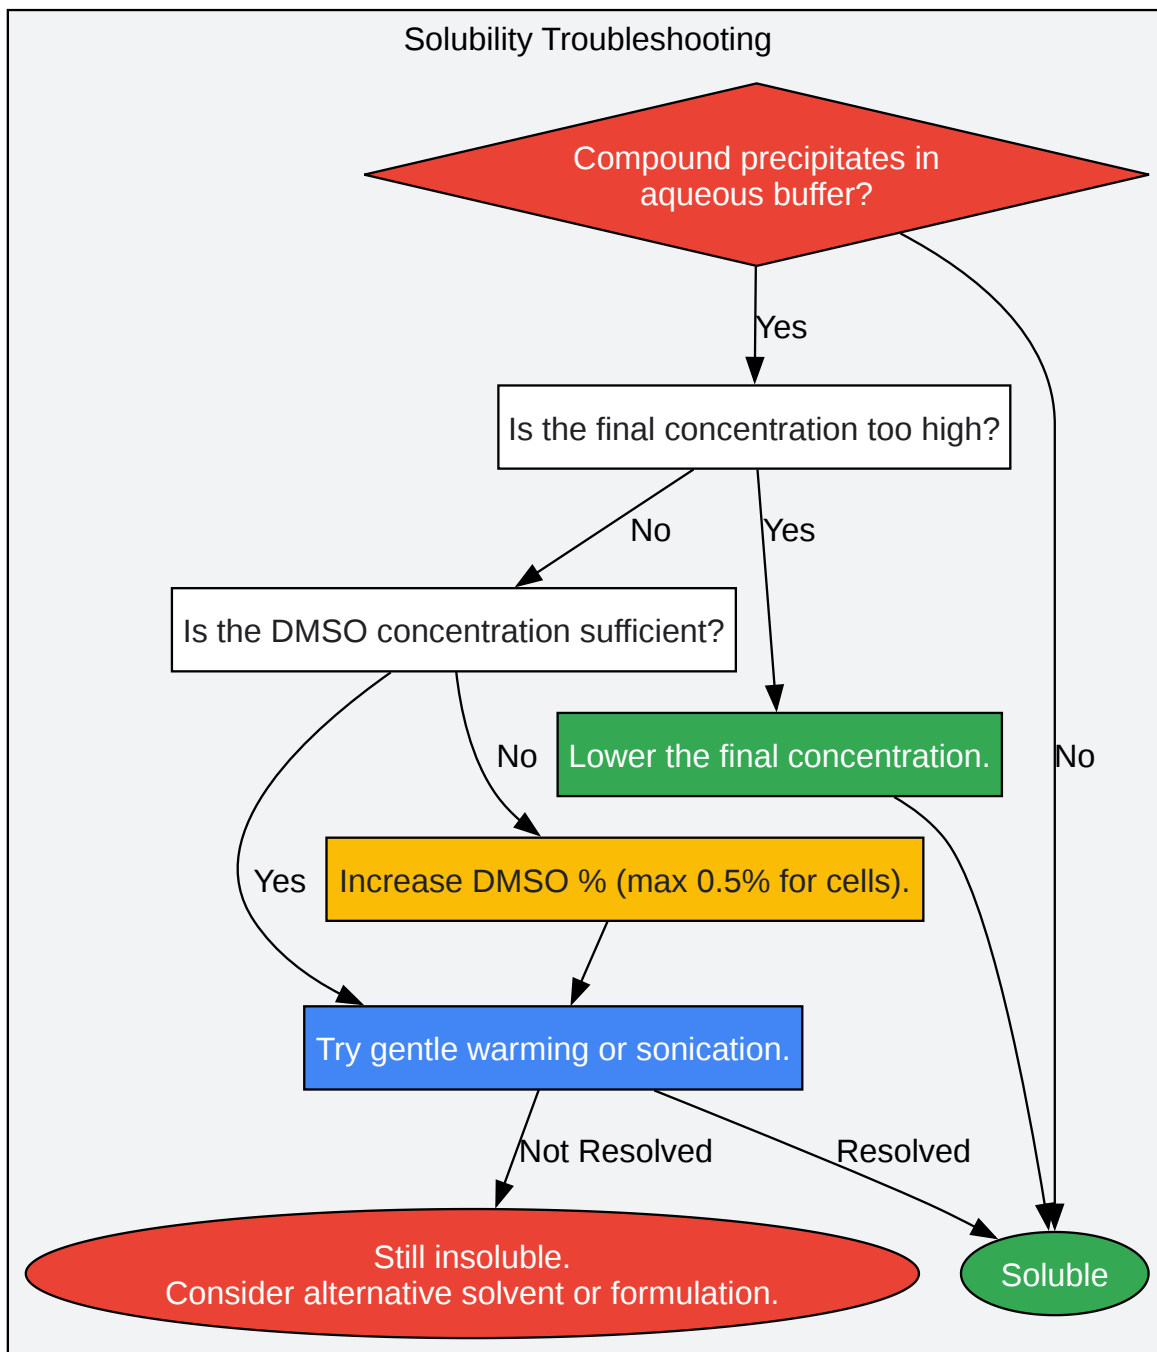 Solubility Troubleshooting
Compound precipitates in
aqueous buffer?
Yes
Is the final concentration too high?
No
Yes
Is the DMSO concentration sufficient?
No
Lower the final concentration.
No
Yes
Increase DMSO % (max 0.5% for cells).
Try gentle warming or sonication.
Not Resolved
Resolved
Still insoluble.
Consider alternative solvent or formulation.
Soluble